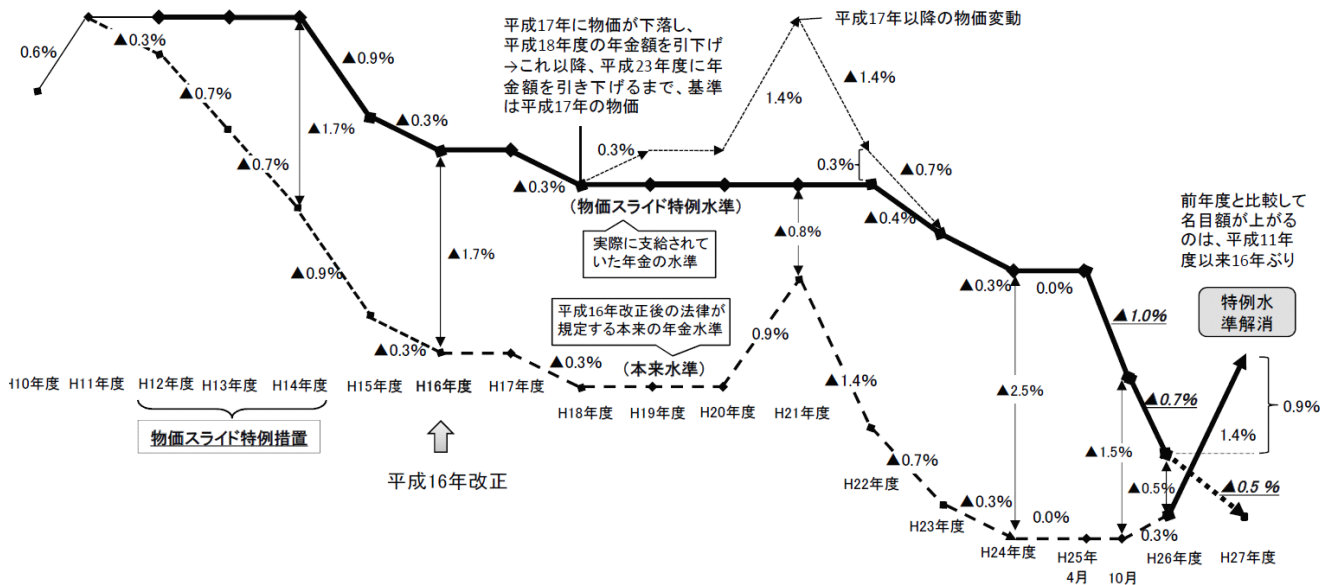 0.6%
▲0.3%
▲0.7%
▲0.7%
▲0.9%
▲0.3%
▲1.7%
▲0.9%
▲0.3%
▲1.7%
平成17年に物価が下落し、
平成18年度の年金額を引下げ
→これ以降、平成23年度に年
金額を引き下げるまで、基準
は平成17年の物価
平成17年以降の物価変動
▲0.3%
0.3%
1.4%
▲1.4%
0.3%
▲0.7%
(物価スライド特例水準)
実際に支給されて
いた年金の水準
▲0.8%
▲0.4%
▲0.3%
0.0%
平成16年改正後の法律が
規定する本来の年金水準
(本来水準)
▲0.3%
0.9%
▲1.4%
▲0.7%
▲0.3%
0.0%
▲2.5%
▲1.0%
▲0.7%
▲1.5%
▲0.5%
0.3%
▲0.5%
1.4%
0.9%
前年度と比較して
名目額が上がる
のは、平成11年
度以来16年ぶり
特例水
準解消
H10年度
H11年度
H12年度
H13年度
H14年度
H15年度
H16年度
H17年度
H18年度
H19年度
H20年度
H21年度
H22年度
H23年度
H24年度
H25年
4月
10月
H26年度
H27年度
物価スライド特例措置
平成16年改正